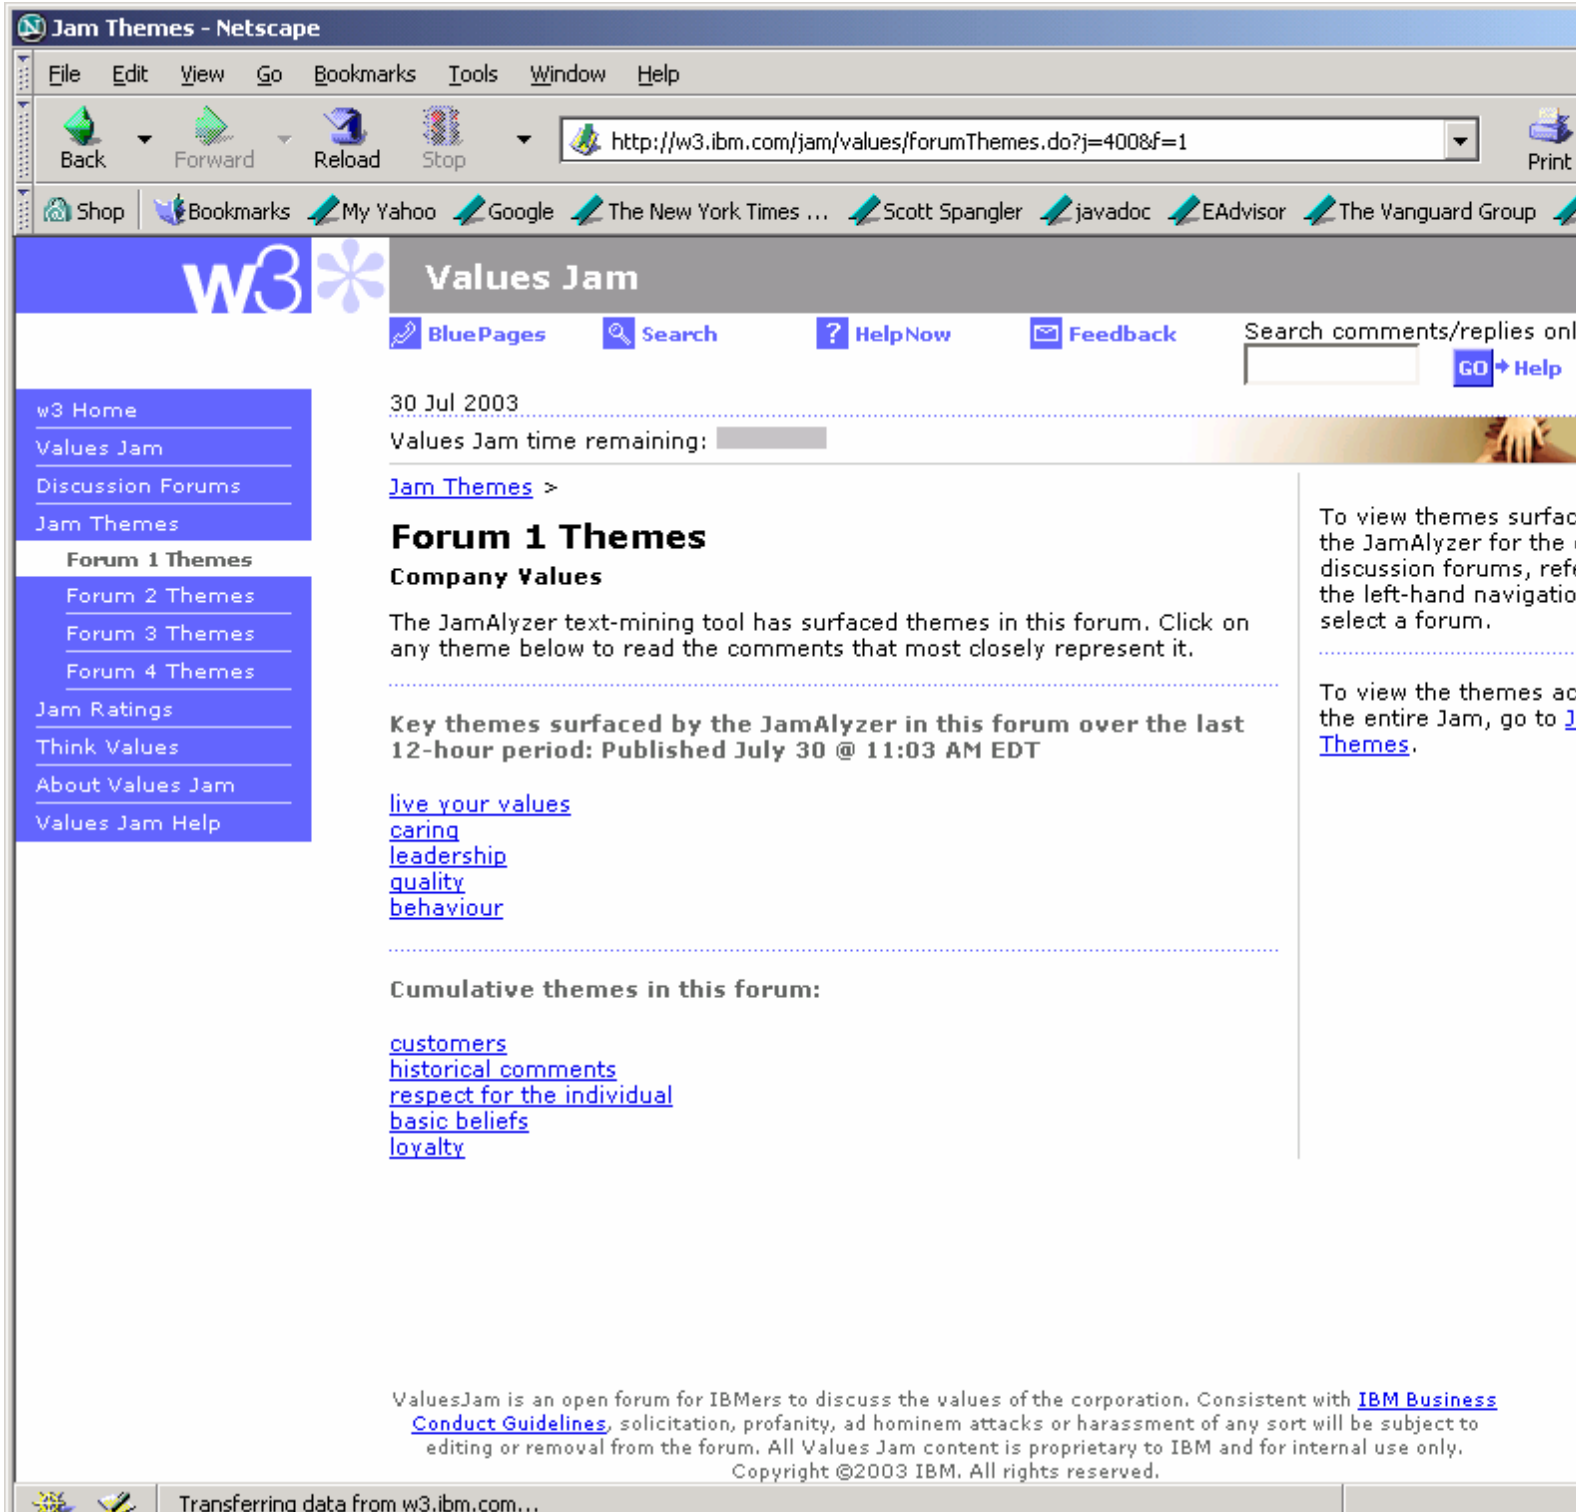 Jam Themes - Netscape
File Edit View Go Bookmarks Tools Window Help
Back Forward Reload Stop http://w3.ibm.com/jam/values/forumThemes.do?j=400&f=1 Print
Shop Bookmarks My Yahoo Google The New York Times ... Scott Spangler javadoc EAdvisor The Vanguard Group
w3 Values Jam
BluePages Search ? HelpNow Feedback Search comments/replies
GO Help
w3 Home
Values Jam
Discussion Forums
Jam Themes
Forum 1 Themes
Forum 2 Themes
Forum 3 Themes
Forum 4 Themes
Jam Ratings
Think Values
About Values Jam
Values Jam Help
30 Jul 2003
Values Jam time remaining:
Jam Themes >
Forum 1 Themes
Company Values
The JamAlyzer text-mining tool has surfaced themes in this forum. Click on
any theme below to read the comments that most closely represent it.
Key themes surfaced by the JamAlyzer in this forum over the last
12-hour period: Published July 30 @ 11:03 AM EDT
live your values
caring
leadership
quality
behaviour
Cumulative themes in this forum:
customers
historical comments
respect for the individual
basic beliefs
loyalty
To view themes
the JamAlyzer for the
discussion forums,
the left-hand
select a forum.
To view the themes
the entire Jam, go to
Themes.
ValuesJam is an open forum for IBMers to discuss the values of the corporation. Consistent with IBM Business
Conduct Guidelines, solicitation, profanity, ad hominem attacks or harassment of any sort will be subject to
editing or removal from the forum. All Values Jam content is proprietary to IBM and for internal use only.
Copyright ©2003 IBM. All rights reserved.
Transferring data from w3.ibm.com...